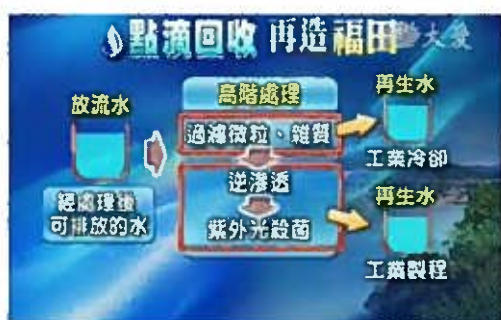 點滴回收 再造福田
大愛
放流水
經處理後
可排放的水
高階處理
過濾微粒、雜質
逆滲透
紫外光殺菌
再生水
工業冷卻
再生水
工業製程